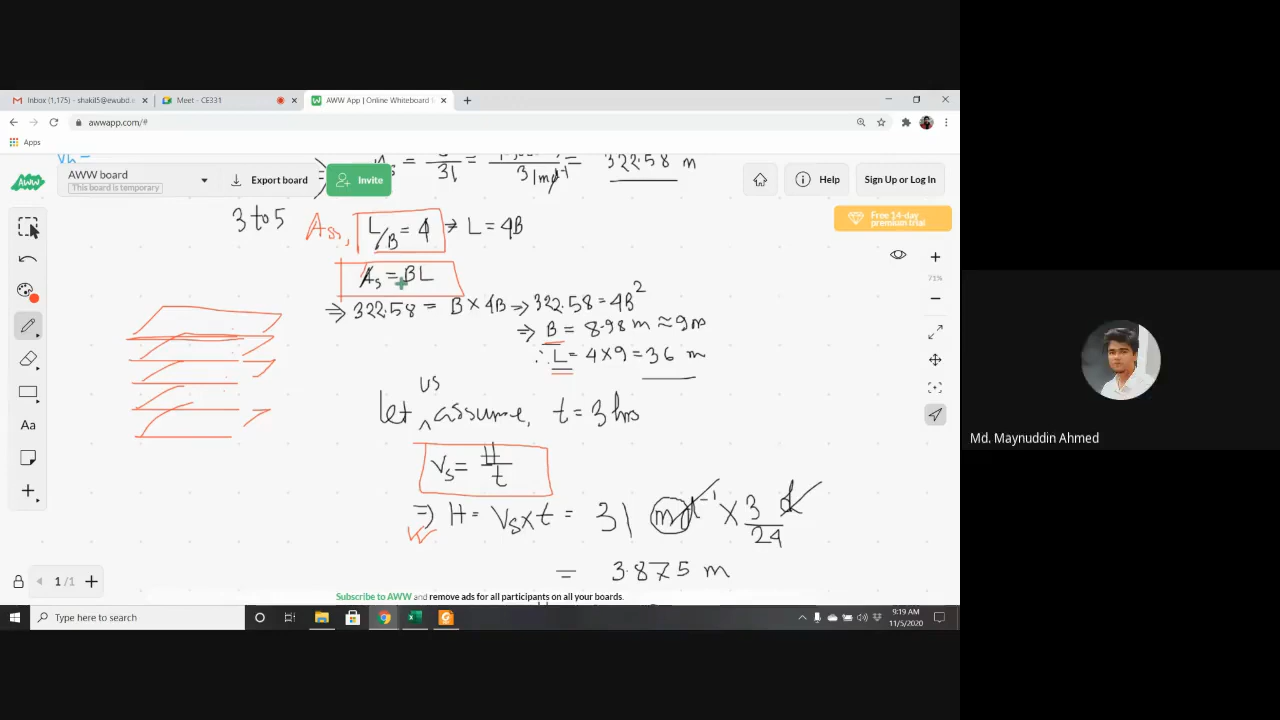 Inbox (1,175) - shakil5@ewubd.e
Meet - CE331
AWW App | Online Whiteboard
awwapp.com/#
Apps
AWW board
This board is temporary
Export board
Invite
Help
Sign Up or Log In
Free 14-day
premium trial
71%
= 322.58 m
3 to 5
Ass, L/B = 4 → L = 4B
As = BL
⇒ 322.58 = B × 4B ⇒ 322.58 = 4B²
⇒ B = 8.98 m ≈ 9m
∴ L = 4×9 = 36 m
us
let ^ assume, t = 3 hrs
Vs = H/t
⇒ H = Vs×t = 31 md⁻¹ × 3/24 d
= 3.875 m
1/1
Subscribe to AWW and remove ads for all participants on all your boards.
Type here to search
9:19 AM
11/5/2020
Md. Maynuddin Ahmed